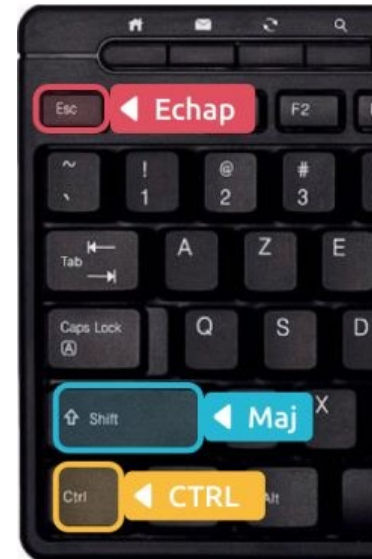 Esc Echap F2
~ ! @ #
` 1 2 3
Tab A Z E
Caps Lock Q S D
A
Shift Maj X
Ctrl CTRL Alt